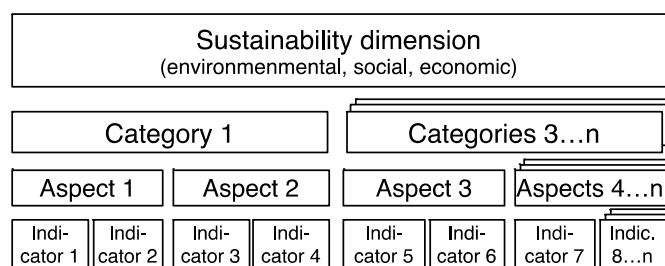 Sustainability dimension
(environmenmental, social, economic)
Category 1 Categories 3...n
Aspect 1 Aspect 2 Aspect 3 Aspects 4...n
Indi- Indi- Indi- Indi- Indi- Indi- Indi- Indic.
cator 1 cator 2 cator 3 cator 4 cator 5 cator 6 cator 7 8...n